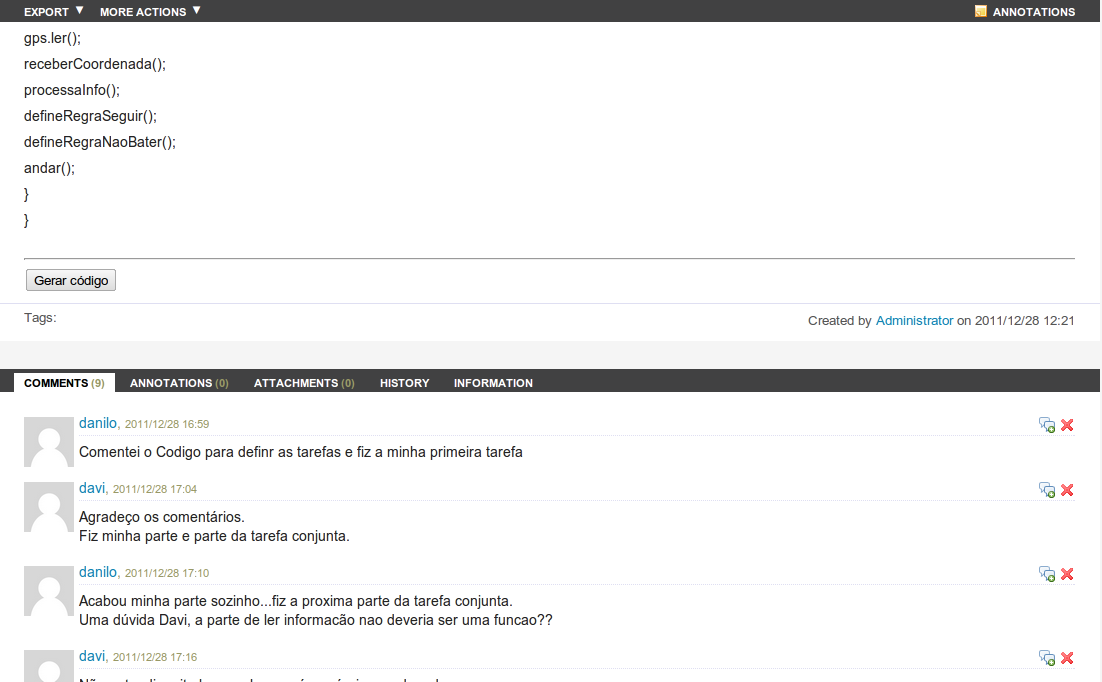 EXPORT ▼ MORE ACTIONS ▼ ANNOTATIONS
gps.ler();
receberCoordenada();
processaInfo();
defineRegraSeguir();
defineRegraNaoBater();
andar();
}
}
Gerar código
Tags: Created by Administrator on 2011/12/28 12:21
COMMENTS (9) ANNOTATIONS (0) ATTACHMENTS (0) HISTORY INFORMATION
danilo, 2011/12/28 16:59
Comentei o Codigo para definr as tarefas e fiz a minha primeira tarefa
davi, 2011/12/28 17:04
Agradeço os comentários.
Fiz minha parte e parte da tarefa conjunta.
danilo, 2011/12/28 17:10
Acabou minha parte sozinho...fiz a proxima parte da tarefa conjunta.
Uma dúvida Davi, a parte de ler informacão nao deveria ser uma funcao??
davi, 2011/12/28 17:16